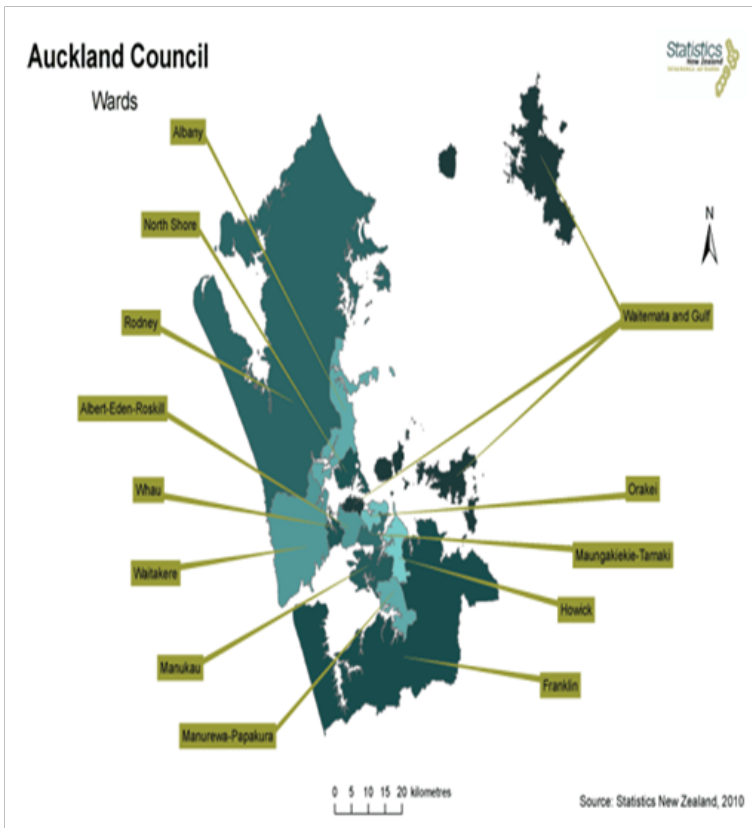 Auckland Council
Wards
Statistics
New Zealand
Albany
North Shore
Rodney
Albert-Eden-Roskill
Whau
Waitakere
Manukau
Manurewa-Papakura
N
Waitemata and Gulf
Orakei
Maungakiekie-Tamaki
Howick
Franklin
0 5 10 15 20 kilometres
Source: Statistics New Zealand, 2010